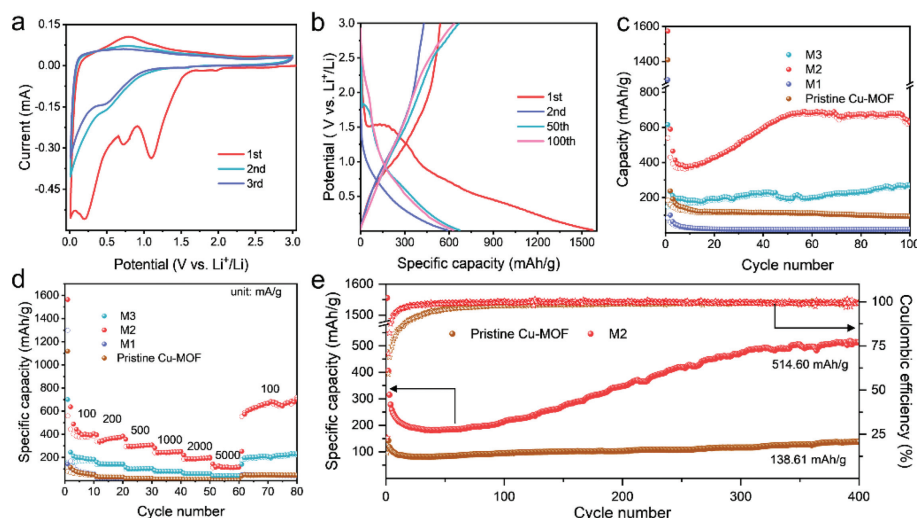 a
0.15
0.00
-0.15
-0.30
-0.45
Current (mA)
1st
2nd
3rd
0.0 0.5 1.0 1.5 2.0 2.5 3.0
Potential (V vs. Li⁺/Li)
b
3.0
2.5
2.0
1.5
1.0
0.5
Potential (V vs. Li⁺/Li)
1st
2nd
50th
100th
0 300 600 900 1200 1500
Specific capacity (mAh/g)
c
1600
1400
800
600
400
200
0
Capacity (mAh/g)
M3
M2
M1
Pristine Cu-MOF
0 20 40 60 80 100
Cycle number
d
1600
1400
1200
1000
800
600
400
200
0
Specific capacity (mAh/g)
unit: mA/g
M3
M2
M1
Pristine Cu-MOF
100 200 500 1000 2000 5000 100
0 10 20 30 40 50 60 70 80
Cycle number
e
1600
1500
500
400
300
200
100
0
Specific capacity (mAh/g)
Pristine Cu-MOF M2
514.60 mAh/g
138.61 mAh/g
100
75
50
25
0
Coulombic efficiency (%)
0 100 200 300 400
Cycle number